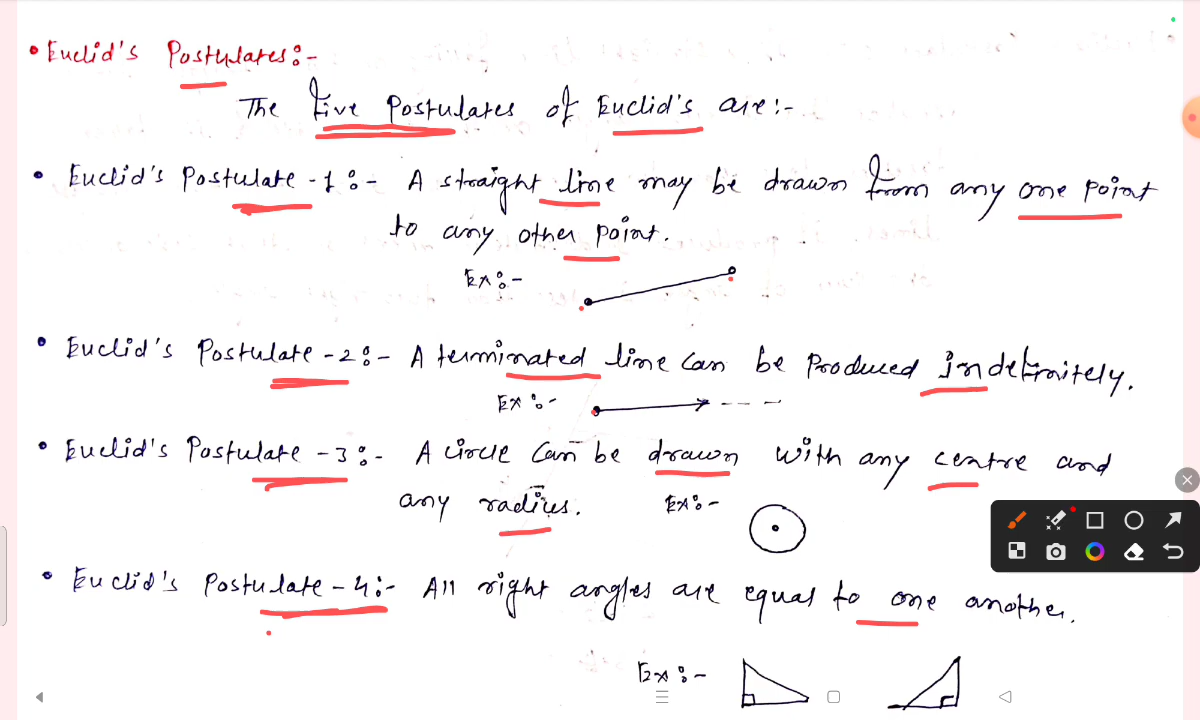 • Euclid's Postulates:-
The five Postulates of Euclid's are:-
• Euclid's Postulate -1:- A straight line may be drawn from any one point
to any other point.
Ex:-
• Euclid's Postulate -2:- A terminated line can be Produced indefinitely.
Ex:-
• Euclid's Postulate -3:- A circle can be drawn with any centre and
any radius. Ex:-
• Euclid's Postulate -4:- All right angles are equal to one another.
Ex:-